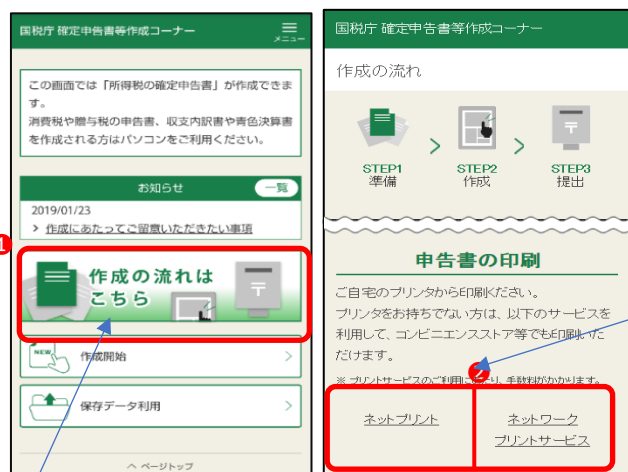 国税庁 確定申告書等作成コーナー
メニュー
この画面では「所得税の確定申告書」が作成できま
す。
消費税や贈与税の申告書、収支内訳書や青色決算書
を作成される方はパソコンをご利用ください。
お知らせ
一覧
2019/01/23
> 作成にあたってご留意いただきたい事項
1
作成の流れは
こちら
〒
NEW
作成開始
>
保存データ利用
>
ヘ ページトップ
国税庁 確定申告書等作成コーナー
作成の流れ
>
>
〒
STEP1
準備
STEP2
作成
STEP3
提出
申告書の印刷
ご自宅のプリンタから印刷ください。
プリンタをお持ちでない方は、以下のサービスを
利用して、コンビニエンスストア等でも印刷いた
だけます。
※ プリントサービスのご利用に
り、手数料がかかります。
2
ネットプリント
ネットワーク
プリントサービス